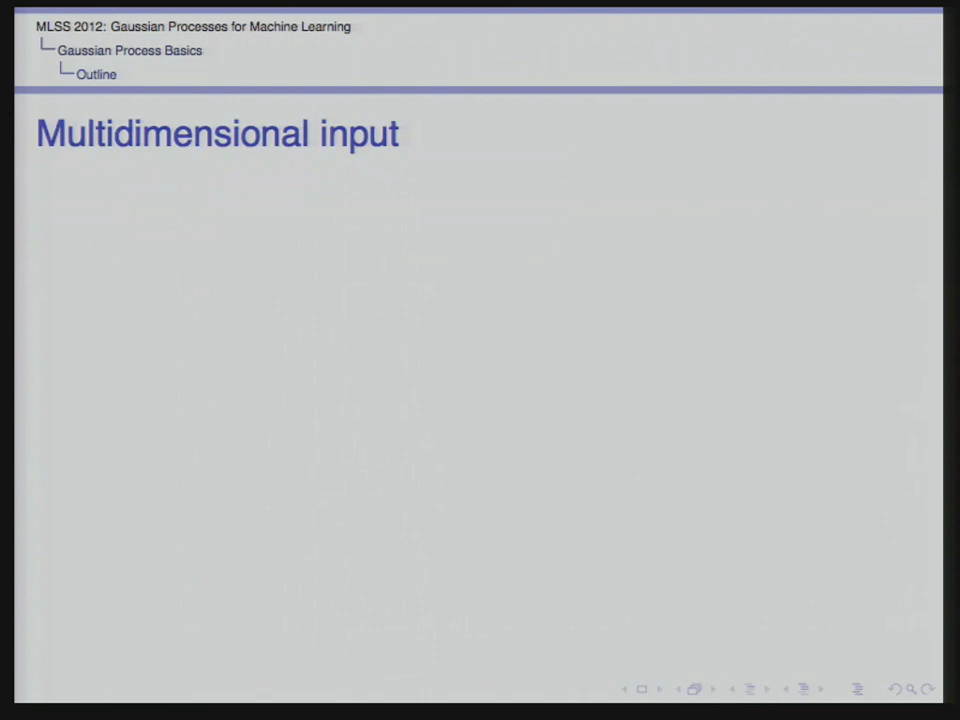 MLSS 2012: Gaussian Processes for Machine Learning
Gaussian Process Basics
Outline
Multidimensional input